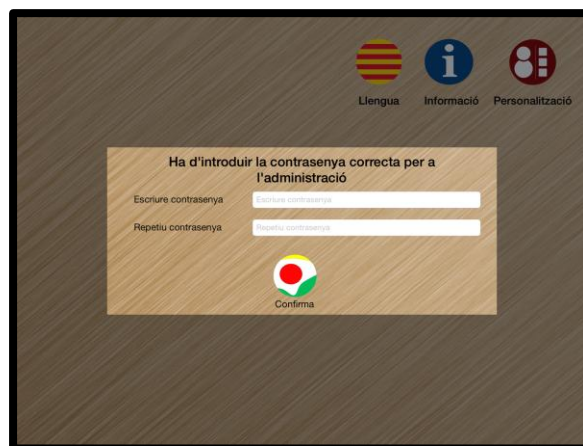 Llengua Informació Personalització
Ha d'introduir la contrasenya correcta per a
l'administració
Escriure contrasenya Escriure contrasenya
Repetiu contrasenya Repetiu contrasenya
Confirma